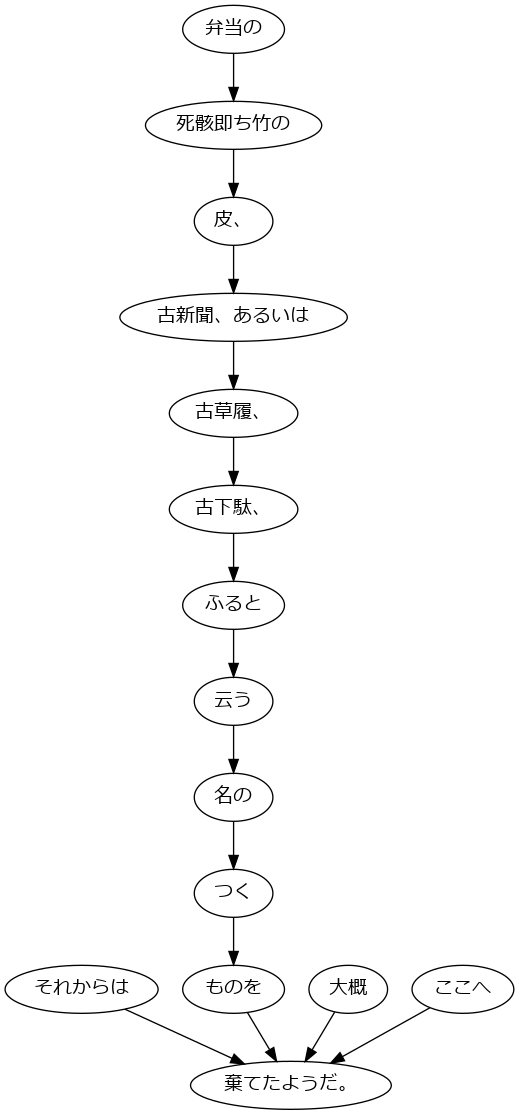 弁当の
死骸即ち竹の
皮、
古新聞、あるいは
古草履、
古下駄、
ふると
云う
名の
つく
それからは
ものを
大概
ここへ
棄てたようだ。